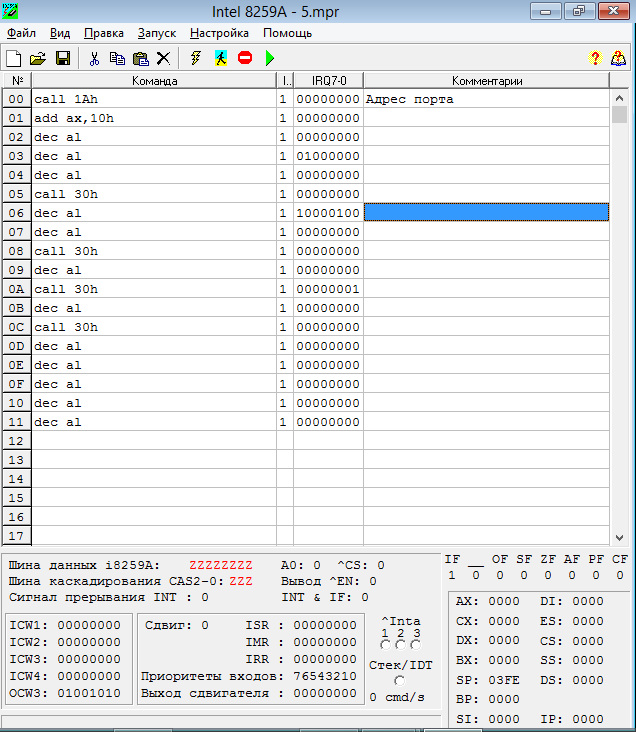 Intel 8259A - 5.mpr
Файл Вид Правка Запуск Настройка Помощь
№ Команда I.. IRQ7-0 Комментарии
00 call 1Ah 1 00000000 Адрес порта
01 add ax,10h 1 00000000
02 dec al 1 00000000
03 dec al 1 01000000
04 dec al 1 00000000
05 call 30h 1 00000000
06 dec al 1 10000100
07 dec al 1 00000000
08 call 30h 1 00000000
09 dec al 1 00000000
0A call 30h 1 00000001
0B dec al 1 00000000
0C call 30h 1 00000000
0D dec al 1 00000000
0E dec al 1 00000000
0F dec al 1 00000000
10 dec al 1 00000000
11 dec al 1 00000000
12
13
14
15
16
17
Шина данных i8259A: ZZZZZZZZ A0: 0 ^CS: 0
Шина каскадирования CAS2-0: ZZZ Вывод ^EN: 0
Сигнал прерывания INT : 0 INT & IF: 0
ICW1: 00000000
ICW2: 00000000
ICW3: 00000000
ICW4: 00000000
OCW3: 01001010
Сдвиг: 0 ISR : 00000000
IMR : 00000000
IRR : 00000000
Приоритеты входов: 76543210
Выход сдвигателя : 00000000
^Inta
1 2 3
Стек/IDT
0 cmd/s
IF __ OF SF ZF AF PF CF
1 0 0 0 0 0 0 0
AX: 0000 DI: 0000
CX: 0000 ES: 0000
DX: 0000 CS: 0000
BX: 0000 SS: 0000
SP: 03FE DS: 0000
BP: 0000
SI: 0000 IP: 0000